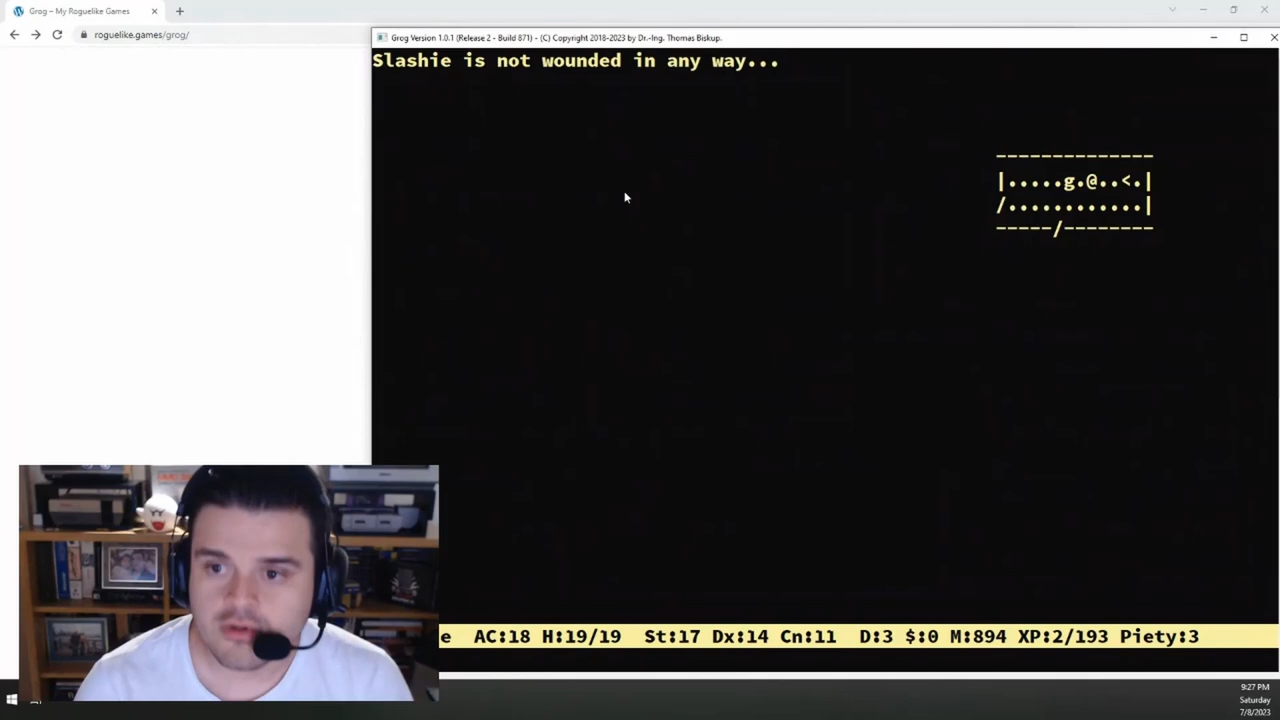 Grog – My Roguelike Games
roguelike.games/grog/
Grog Version 1.0.1 (Release 2 - Build 871) - (C) Copyright 2018-2023 by Dr.-Ing. Thomas Biskup.
Slashie is not wounded in any way...
-------------
|.....g.@..<.|
/............|
-----/--------
e AC:18 H:19/19 St:17 Dx:14 Cn:11 D:3 $:0 M:894 XP:2/193 Piety:3
9:27 PM
Saturday
7/8/2023